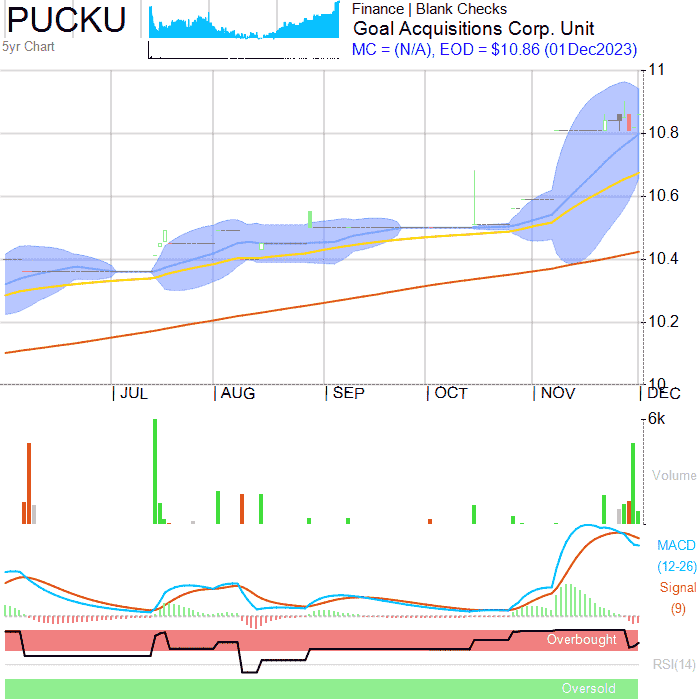 PUCKU
5yr Chart
Finance | Blank Checks
Goal Acquisitions Corp. Unit
MC = (N/A), EOD = $10.86 (01Dec2023)
11
10.8
10.6
10.4
10.2
10
JUL AUG SEP OCT NOV DEC
6k
Volume
MACD
(12-26)
Signal
(9)
Overbought
RSI(14)
Oversold